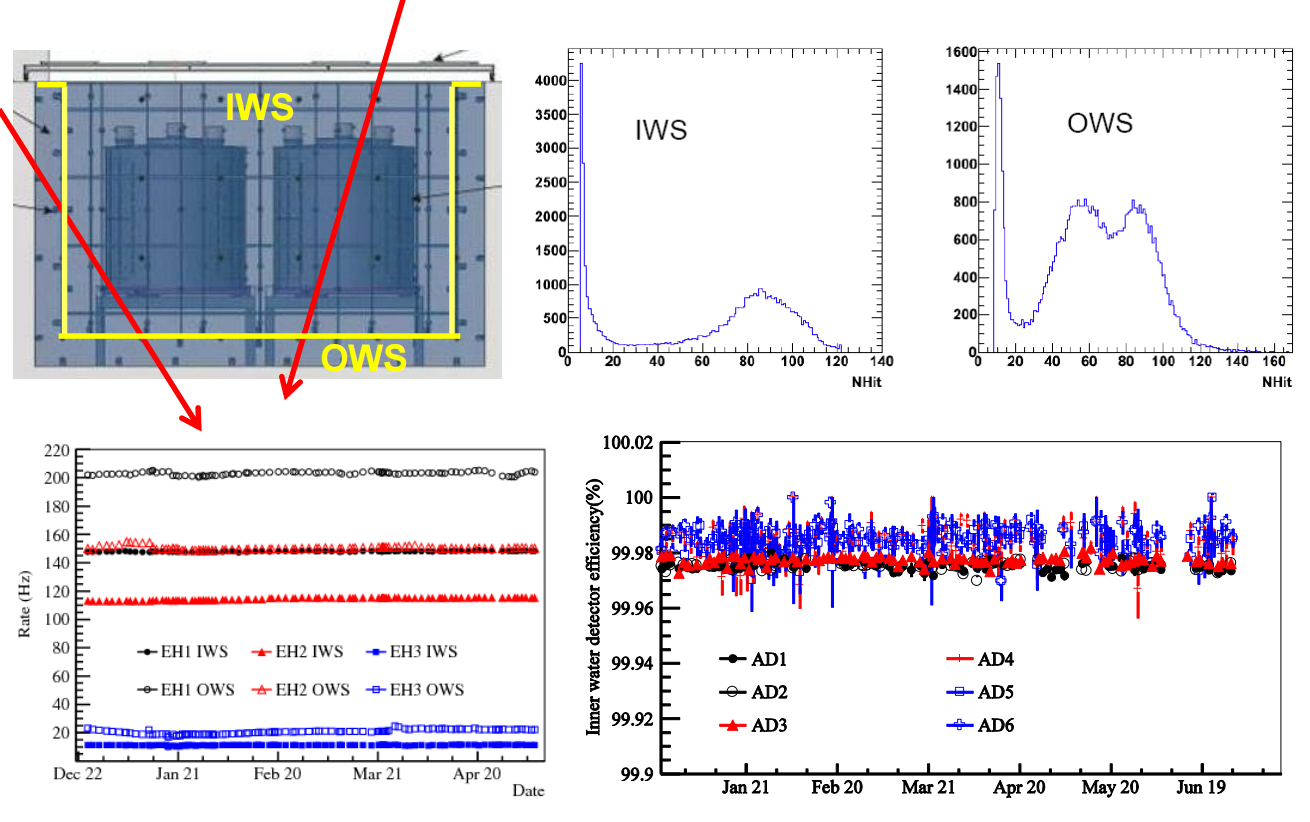 IWS
OWS
IWS
4000
3500
3000
2500
2000
1500
1000
500
0
0 20 40 60 80 100 120 140
NHit
OWS
1600
1400
1200
1000
800
600
400
200
0
0 20 40 60 80 100 120 140 160
NHit
Rate (Hz)
220
200
180
160
140
120
100
80
60
40
20
EH1 IWS EH2 IWS EH3 IWS
EH1 OWS EH2 OWS EH3 OWS
Dec 22 Jan 21 Feb 20 Mar 21 Apr 20
Date
Inner water detector efficiency(%)
100.02
100
99.98
99.96
99.94
99.92
99.9
AD1 AD4
AD2 AD5
AD3 AD6
Jan 21 Feb 20 Mar 21 Apr 20 May 20 Jun 19